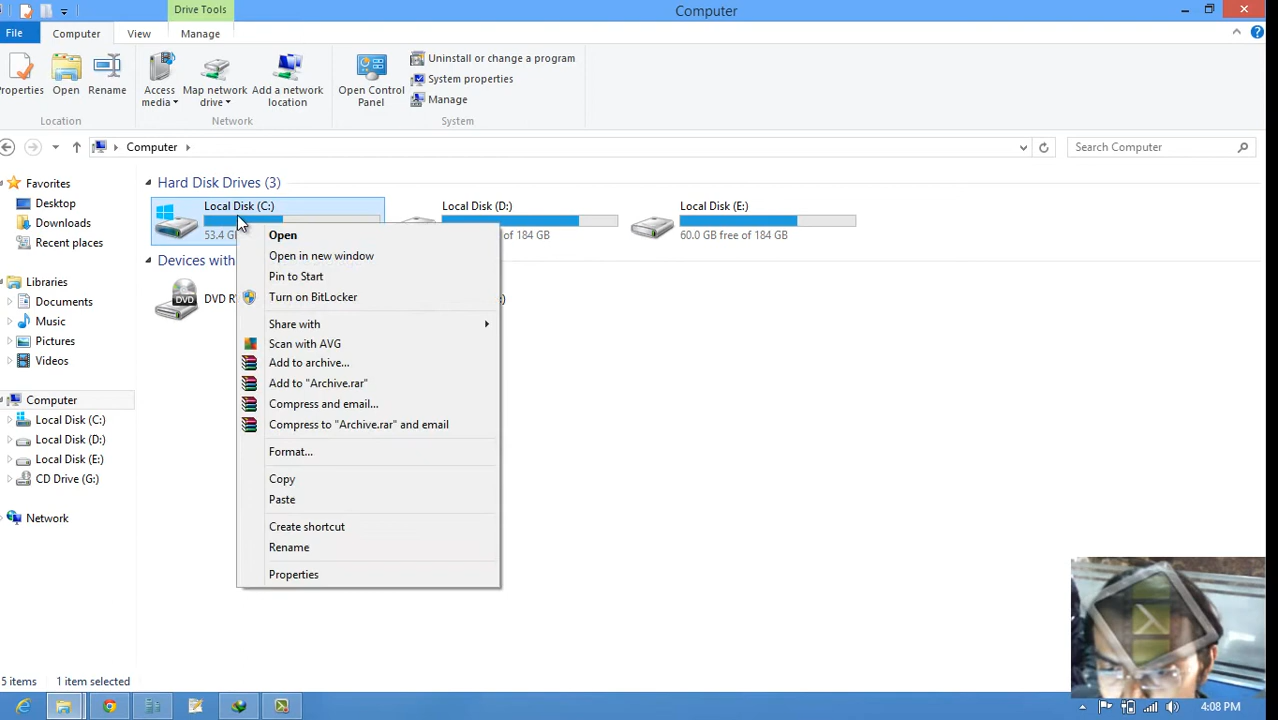 Drive Tools
Computer
File
Computer
View
Manage
Properties
Open
Rename
Access media
Map network drive
Add a network location
Open Control Panel
Uninstall or change a program
System properties
Manage
Location
Network
System
Computer
Search Computer
Favorites
Desktop
Downloads
Recent places
Libraries
Documents
Music
Pictures
Videos
Computer
Local Disk (C:)
Local Disk (D:)
Local Disk (E:)
CD Drive (G:)
Network
Hard Disk Drives (3)
Local Disk (C:)
53.4 G
Local Disk (D:)
of 184 GB
Local Disk (E:)
60.0 GB free of 184 GB
Devices with
DVD
DVD R
:)
Open
Open in new window
Pin to Start
Turn on BitLocker
Share with
Scan with AVG
Add to archive...
Add to "Archive.rar"
Compress and email...
Compress to "Archive.rar" and email
Format...
Copy
Paste
Create shortcut
Rename
Properties
5 items
1 item selected
4:08 PM